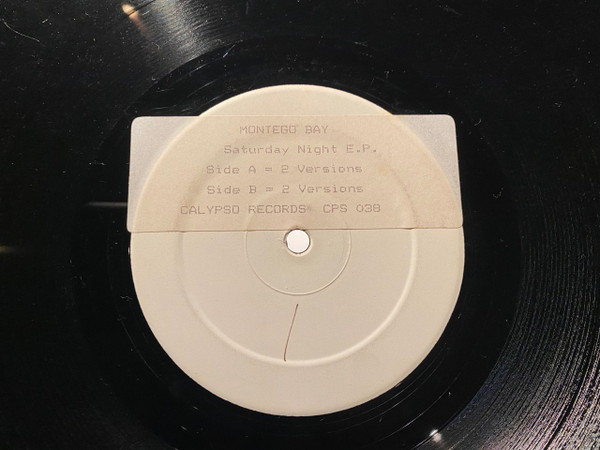 MONTEGO BAY
Saturday Night E.P.
Side A = 2 Versions
Side B = 2 Versions
CALYPSO RECORDS CPS 038